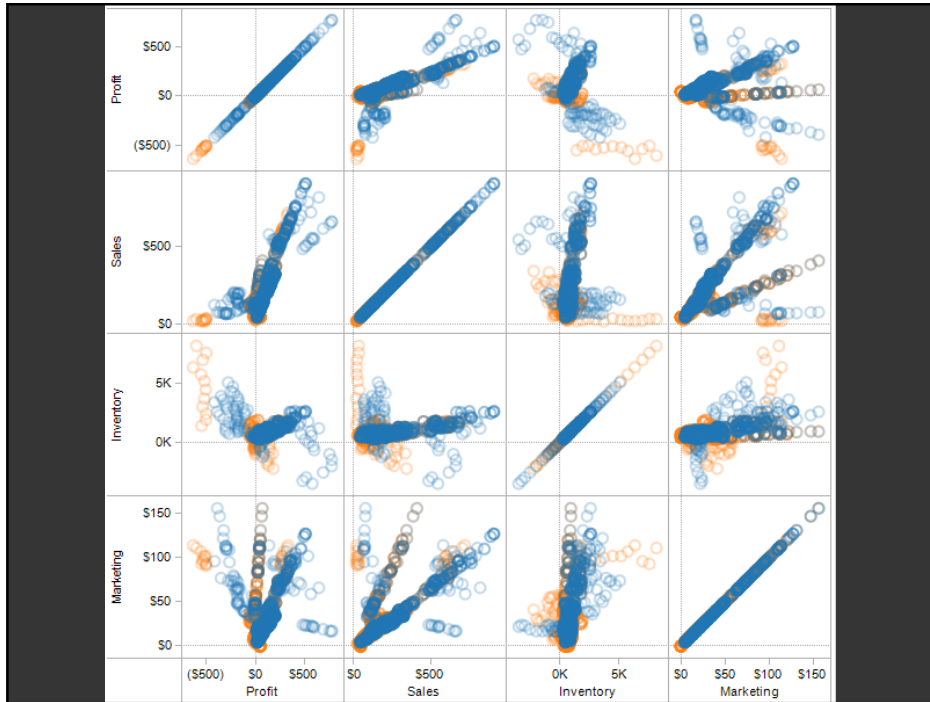 $500
$0
($500)
Profit
$500
$0
Sales
5K
0K
Inventory
$150
$100
$50
$0
Marketing
($500) $0 $500 $0 $500 0K 5K $0 $50 $100 $150
Profit Sales Inventory Marketing